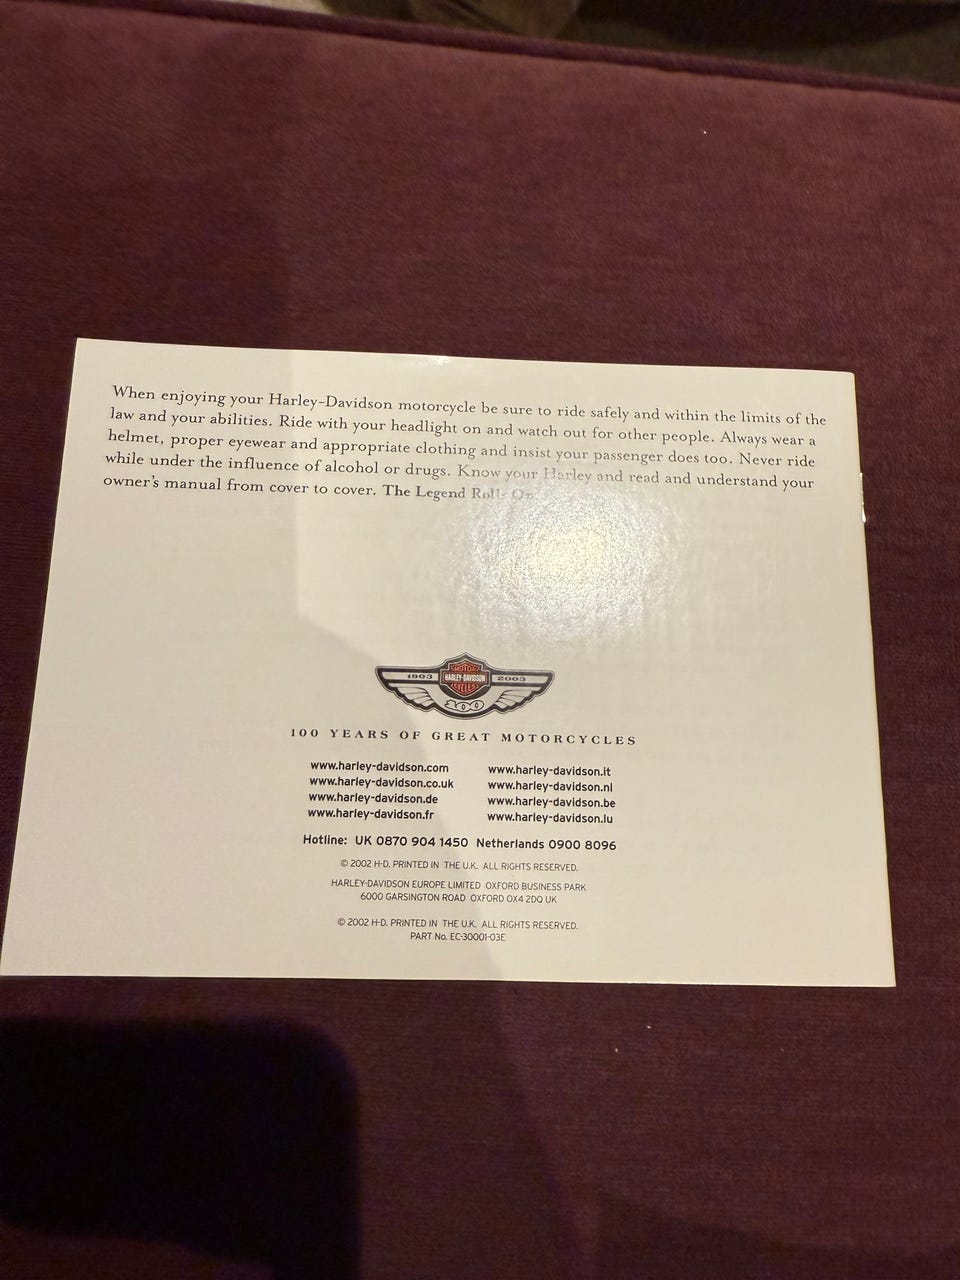 When enjoying your Harley-Davidson motorcycle be sure to ride safely and within the limits of the
law and your abilities. Ride with your headlight on and watch out for other people. Always wear a
helmet, proper eyewear and appropriate clothing and insist your passenger does too. Never ride
while under the influence of alcohol or drugs. Know your Harley and read and understand your
owner's manual from cover to cover. The Legend Rolls On.
MOTOR
1903 HARLEY-DAVIDSON 2003
CYCLES
100
100 YEARS OF GREAT MOTORCYCLES
www.harley-davidson.com www.harley-davidson.it
www.harley-davidson.co.uk www.harley-davidson.nl
www.harley-davidson.de www.harley-davidson.be
www.harley-davidson.fr www.harley-davidson.lu
Hotline: UK 0870 904 1450 Netherlands 0900 8096
© 2002 H-D. PRINTED IN THE U.K. ALL RIGHTS RESERVED.
HARLEY-DAVIDSON EUROPE LIMITED OXFORD BUSINESS PARK
6000 GARSINGTON ROAD OXFORD OX4 2DQ UK
© 2002 H-D. PRINTED IN THE U.K. ALL RIGHTS RESERVED.
PART No. EC-30001-03E